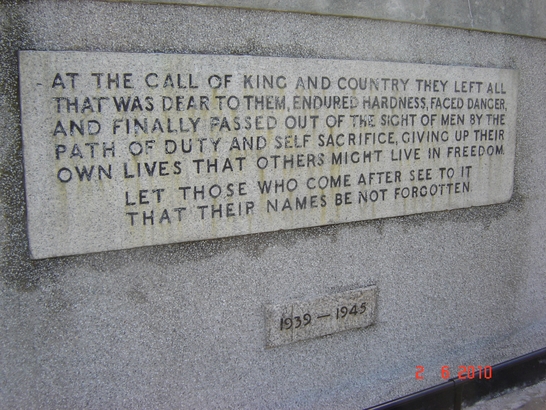 AT THE CALL OF KING AND COUNTRY THEY LEFT ALL
THAT WAS DEAR TO THEM, ENDURED HARDNESS, FACED DANGER,
AND FINALLY PASSED OUT OF THE SIGHT OF MEN BY THE
PATH OF DUTY AND SELF SACRIFICE, GIVING UP THEIR
OWN LIVES THAT OTHERS MIGHT LIVE IN FREEDOM.
LET THOSE WHO COME AFTER SEE TO IT
THAT THEIR NAMES BE NOT FORGOTTEN.
1939 — 1945
2 6 2010